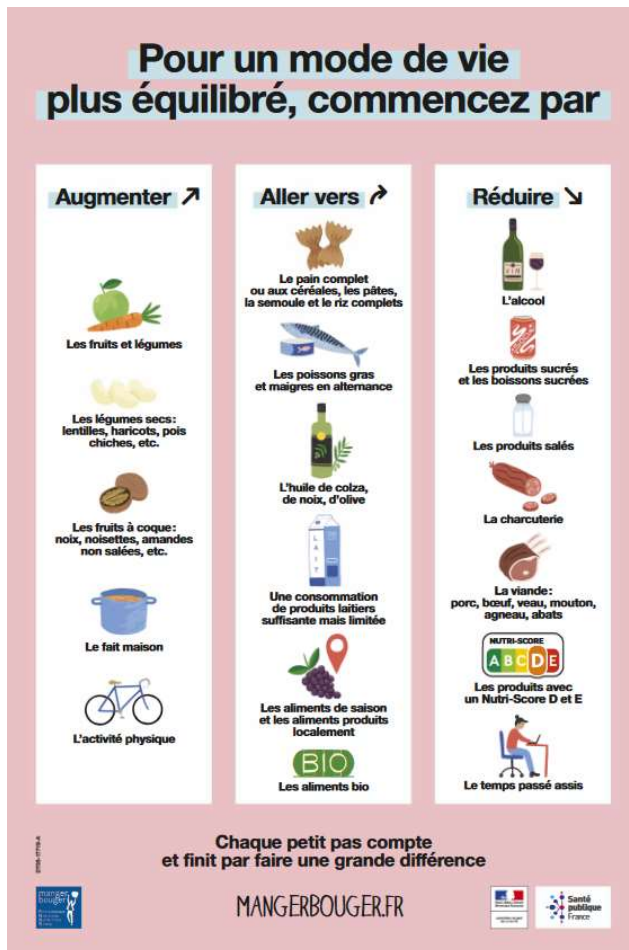 Pour un mode de vie
plus équilibré, commencez par
Augmenter ↗
Les fruits et légumes
Les légumes secs :
lentilles, haricots, pois
chiches, etc.
Les fruits à coque :
noix, noisettes, amandes
non salées, etc.
Le fait maison
L'activité physique
Aller vers
Le pain complet
ou aux céréales, les pâtes,
la semoule et le riz complets
Les poissons gras
et maigres en alternance
L'huile de colza,
de noix, d'olive
LAIT
Une consommation
de produits laitiers
suffisante mais limitée
Les aliments de saison
et les aliments produits
localement
BIO
Les aliments bio
Réduire ↘
VIN
L'alcool
Les produits sucrés
et les boissons sucrées
Les produits salés
La charcuterie
La viande :
porc, bœuf, veau, mouton,
agneau, abats
NUTRI-SCORE
A B C D E
Les produits avec
un Nutri-Score D et E
Le temps passé assis
Chaque petit pas compte
et finit par faire une grande différence
manger
bouger
MANGERBOUGER.FR
Santé
publique
France